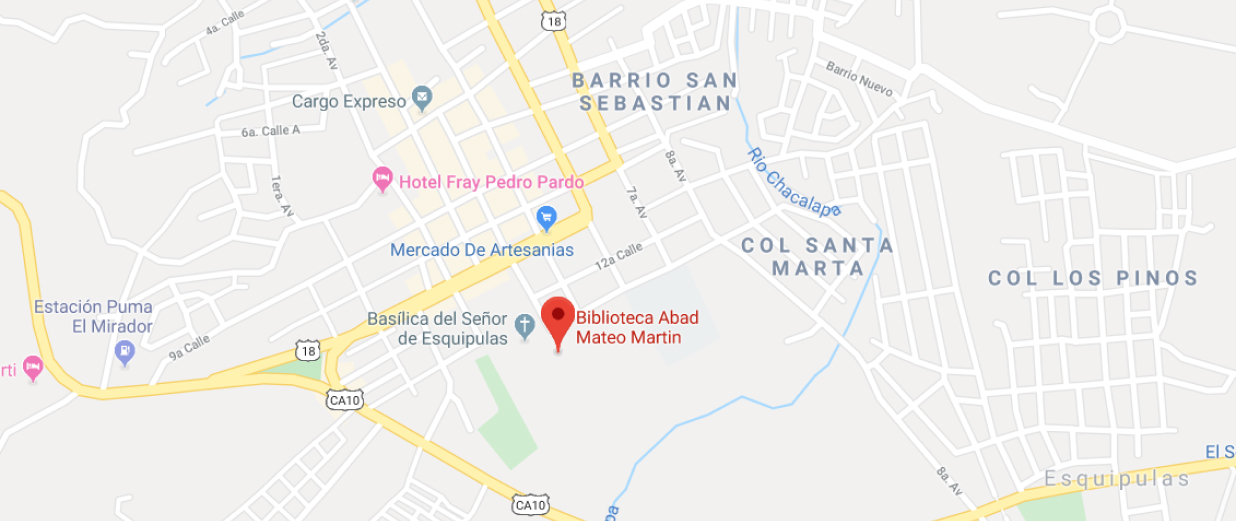 4a. Calle
2da. Av
18
BARRIO SAN
SEBASTIAN
Barrio Nuevo
Cargo Expreso
6a. Calle A
8a. Av
Rio Chacalapa
Hotel Fray Pedro Pardo
1era. Av
7a. Av
Mercado De Artesanias
12a Calle
COL SANTA
MARTA
COL LOS PINOS
Estación Puma
El Mirador
Basílica del Señor
de Esquipulas
Biblioteca Abad
Mateo Martin
9a Calle
18
rti
CA10
El S
8a. Av
Esquipulas
CA10
pa